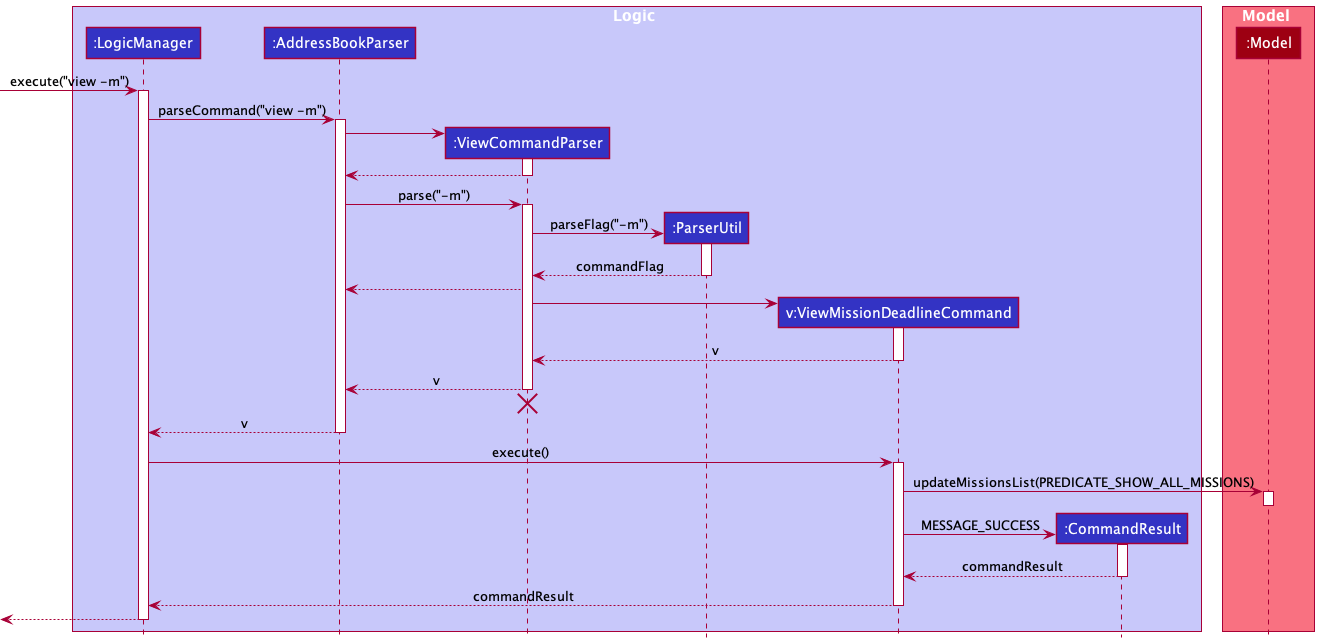 Logic
Model
:LogicManager
:AddressBookParser
:Model
execute("view -m")
parseCommand("view -m")
:ViewCommandParser
parse("-m")
parseFlag("-m")
:ParserUtil
commandFlag
v:ViewMissionDeadlineCommand
v
v
v
execute()
updateMissionsList(PREDICATE_SHOW_ALL_MISSIONS)
MESSAGE_SUCCESS
:CommandResult
commandResult
commandResult